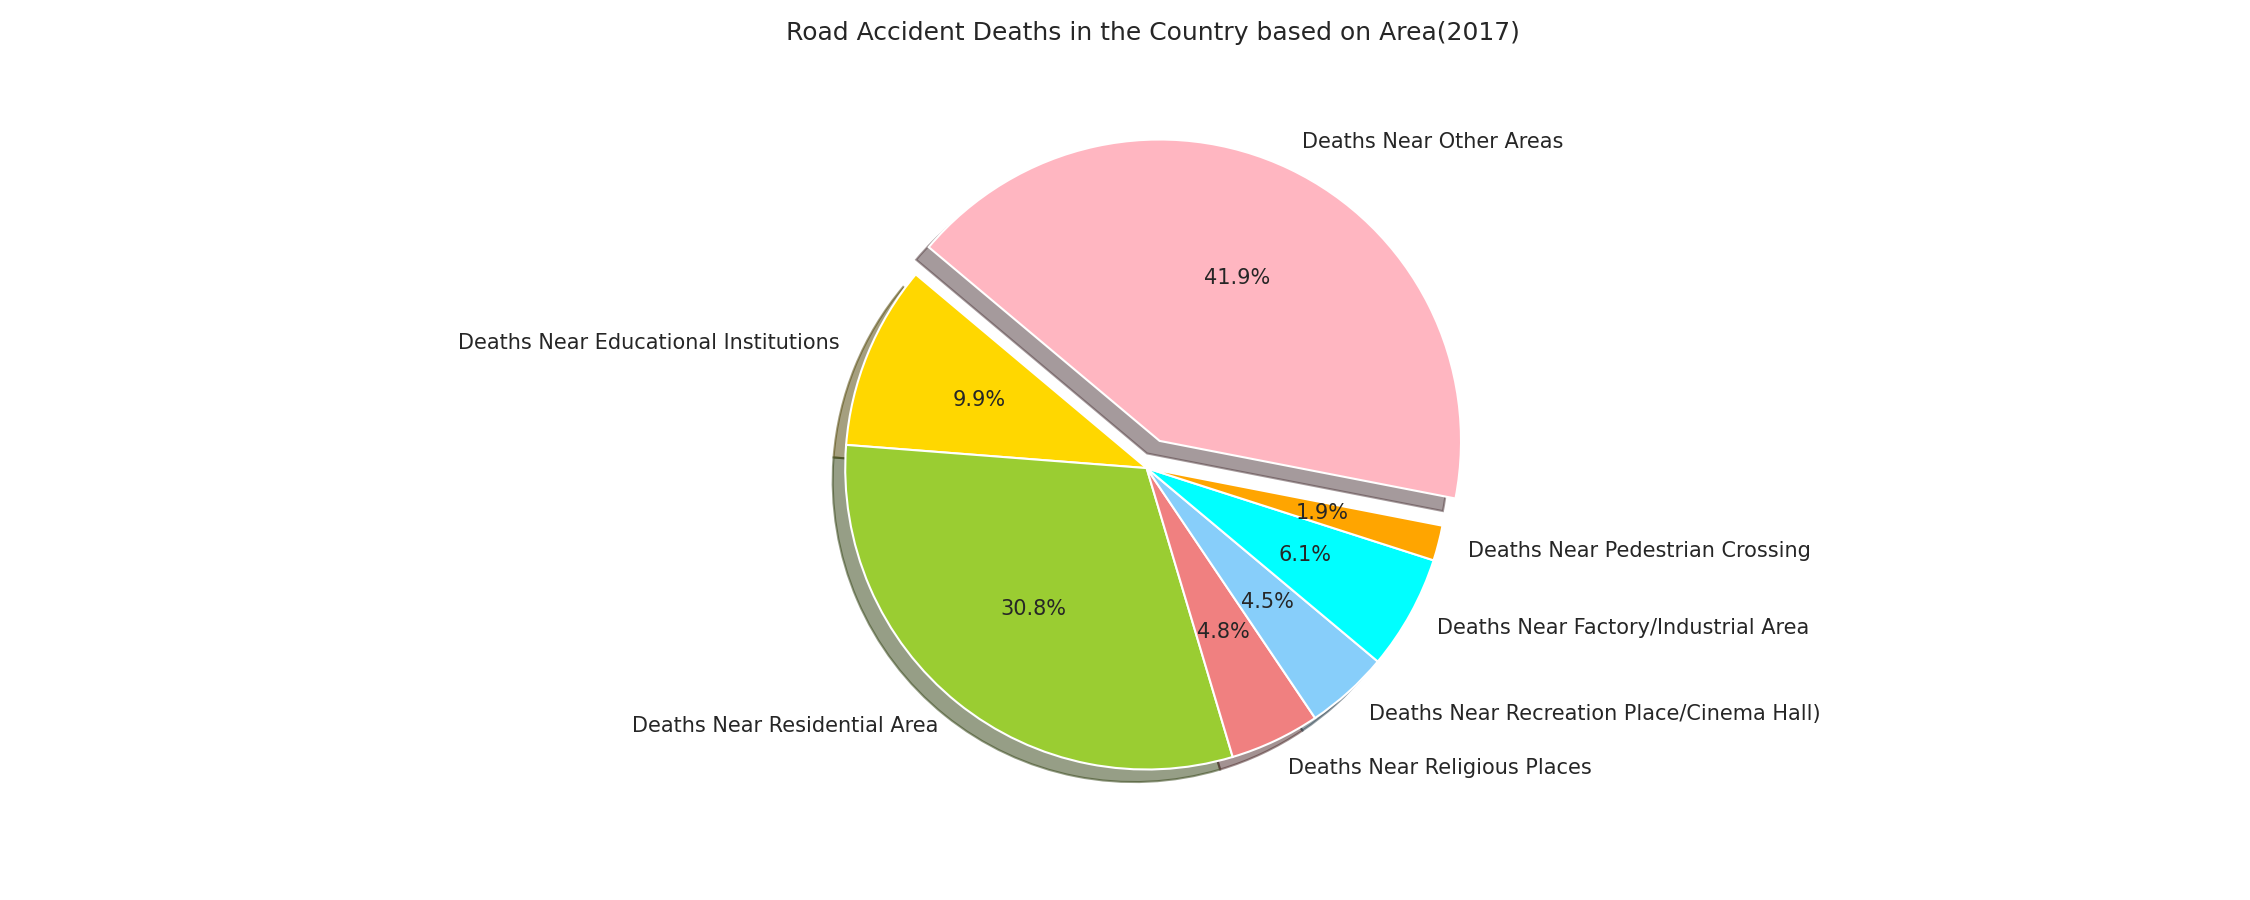 Road Accident Deaths in the Country based on Area(2017)
Deaths Near Other Areas
41.9%
Deaths Near Educational Institutions
9.9%
30.8%
Deaths Near Residential Area
4.8%
Deaths Near Religious Places
4.5%
Deaths Near Recreation Place/Cinema Hall)
6.1%
Deaths Near Factory/Industrial Area
1.9%
Deaths Near Pedestrian Crossing